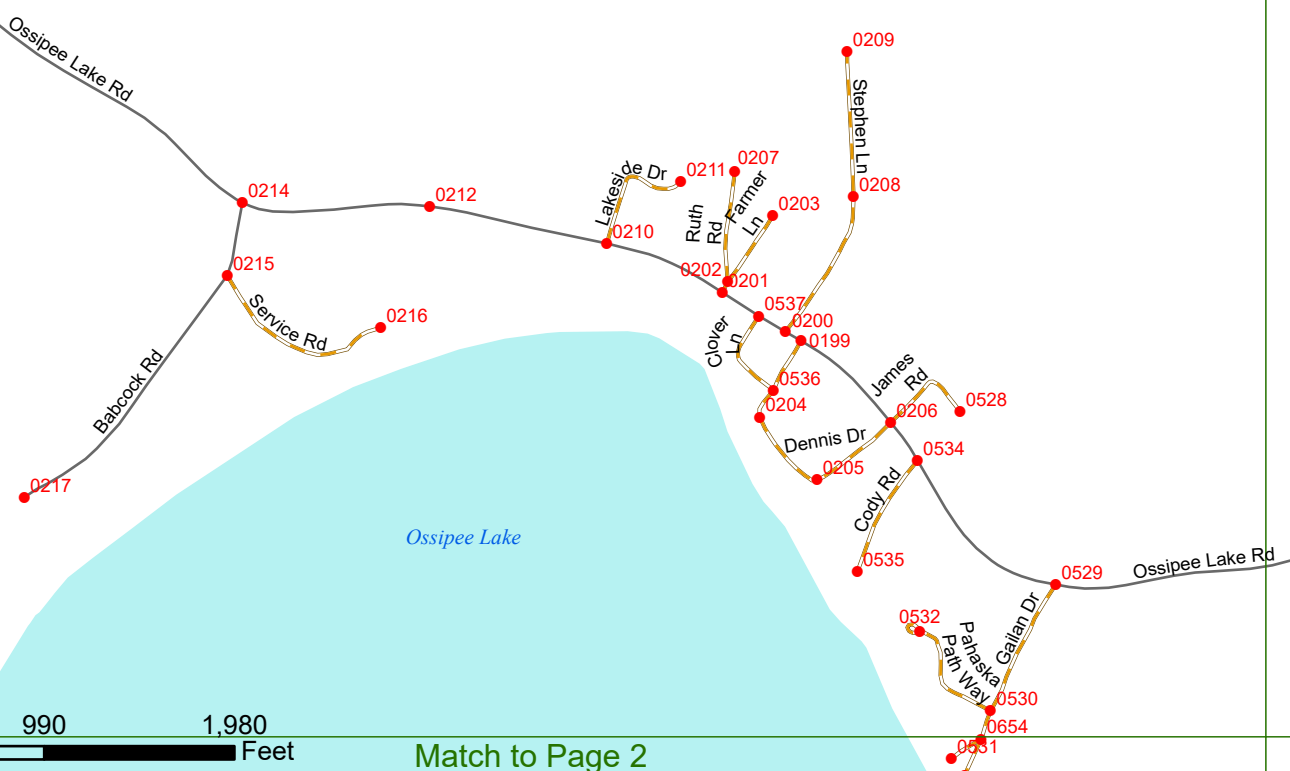 Ossipee Lake Rd
0209
Stephen Ln
0211
0207
Lakeside Dr
Farmer
Ln
0208
0214
0212
0203
Ruth
Rd
0210
0215
0202
0201
0537
Service Rd
0216
0200
0199
Clover
Ln
James
Rd
0536
0204
0528
0206
Dennis Dr
Babcock Rd
0534
0205
0217
Cody Rd
Ossipee Lake
0535
Ossipee Lake Rd
0529
0532
Gailan Dr
Pahaska
Path Way
0530
990
1,980
Feet
0654
0531
Match to Page 2